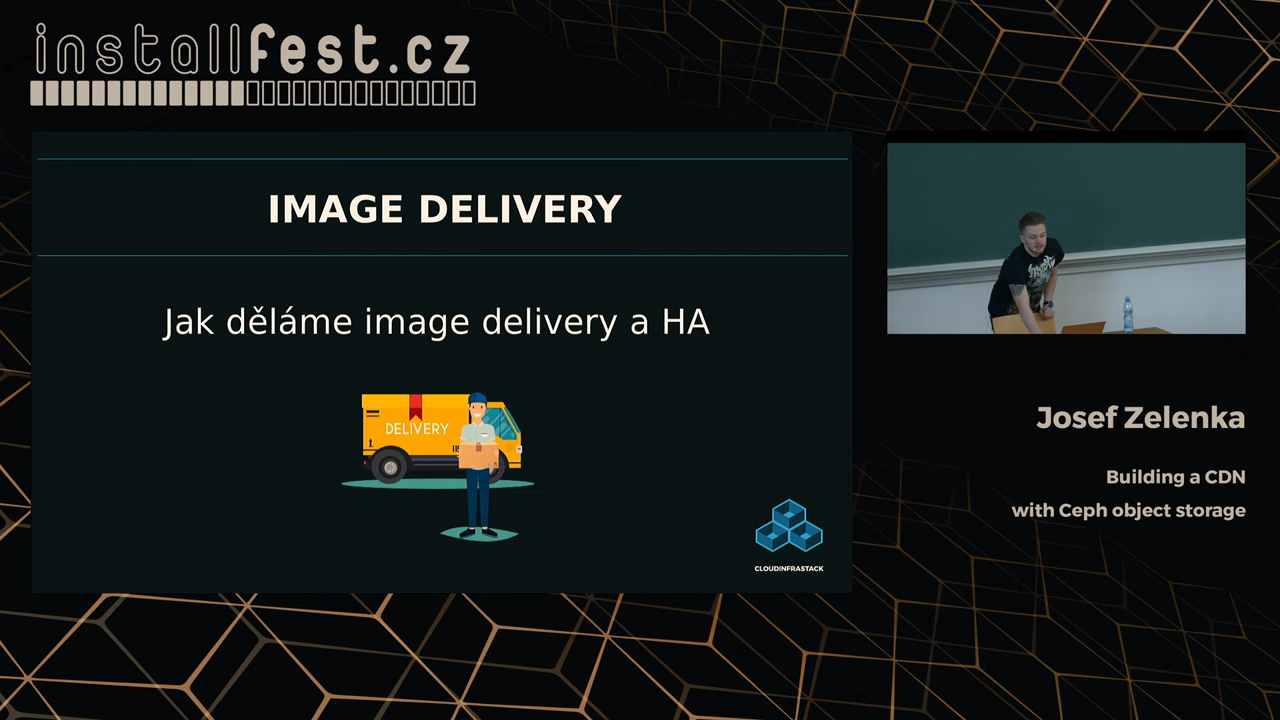 installfest.cz
IMAGE DELIVERY
Jak děláme image delivery a HA
DELIVERY
CLOUDINFRASTACK
Josef Zelenka
Building a CDN
with Ceph object storage